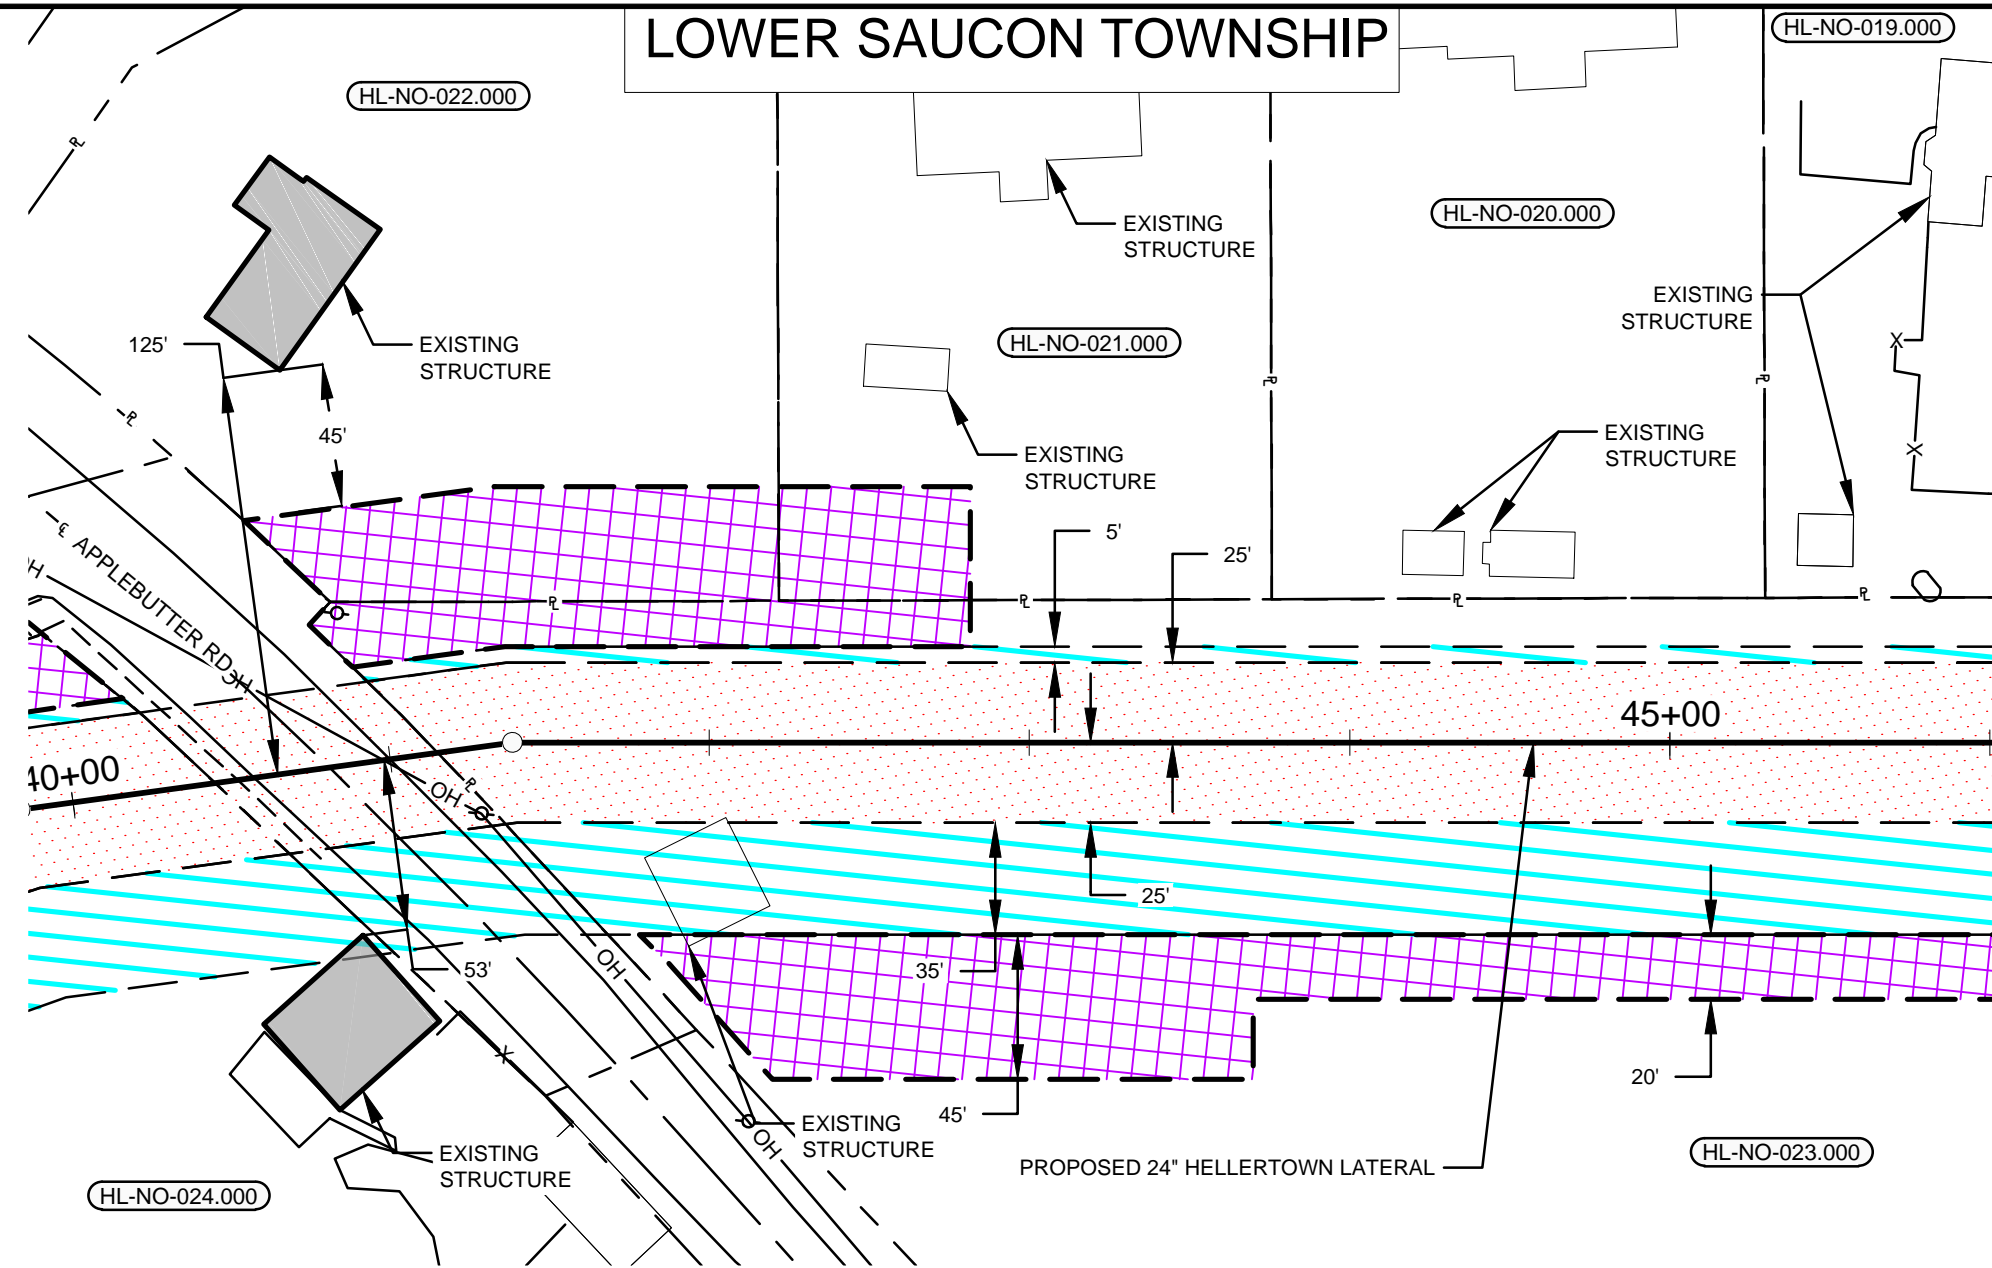 LOWER SAUCON TOWNSHIP
HL-NO-019.000
HL-NO-022.000
HL-NO-020.000
EXISTING
STRUCTURE
EXISTING
STRUCTURE
HL-NO-021.000
125'
EXISTING
STRUCTURE
45'
X
EXISTING
STRUCTURE
EXISTING
STRUCTURE
X
5'
25'
APPLEBUTTER RD
OH
OH
45+00
40+00
OH
25'
35'
53'
OH
X
45'
20'
EXISTING
STRUCTURE
OH
EXISTING
STRUCTURE
PROPOSED 24" HELLERTOWN LATERAL
HL-NO-023.000
HL-NO-024.000